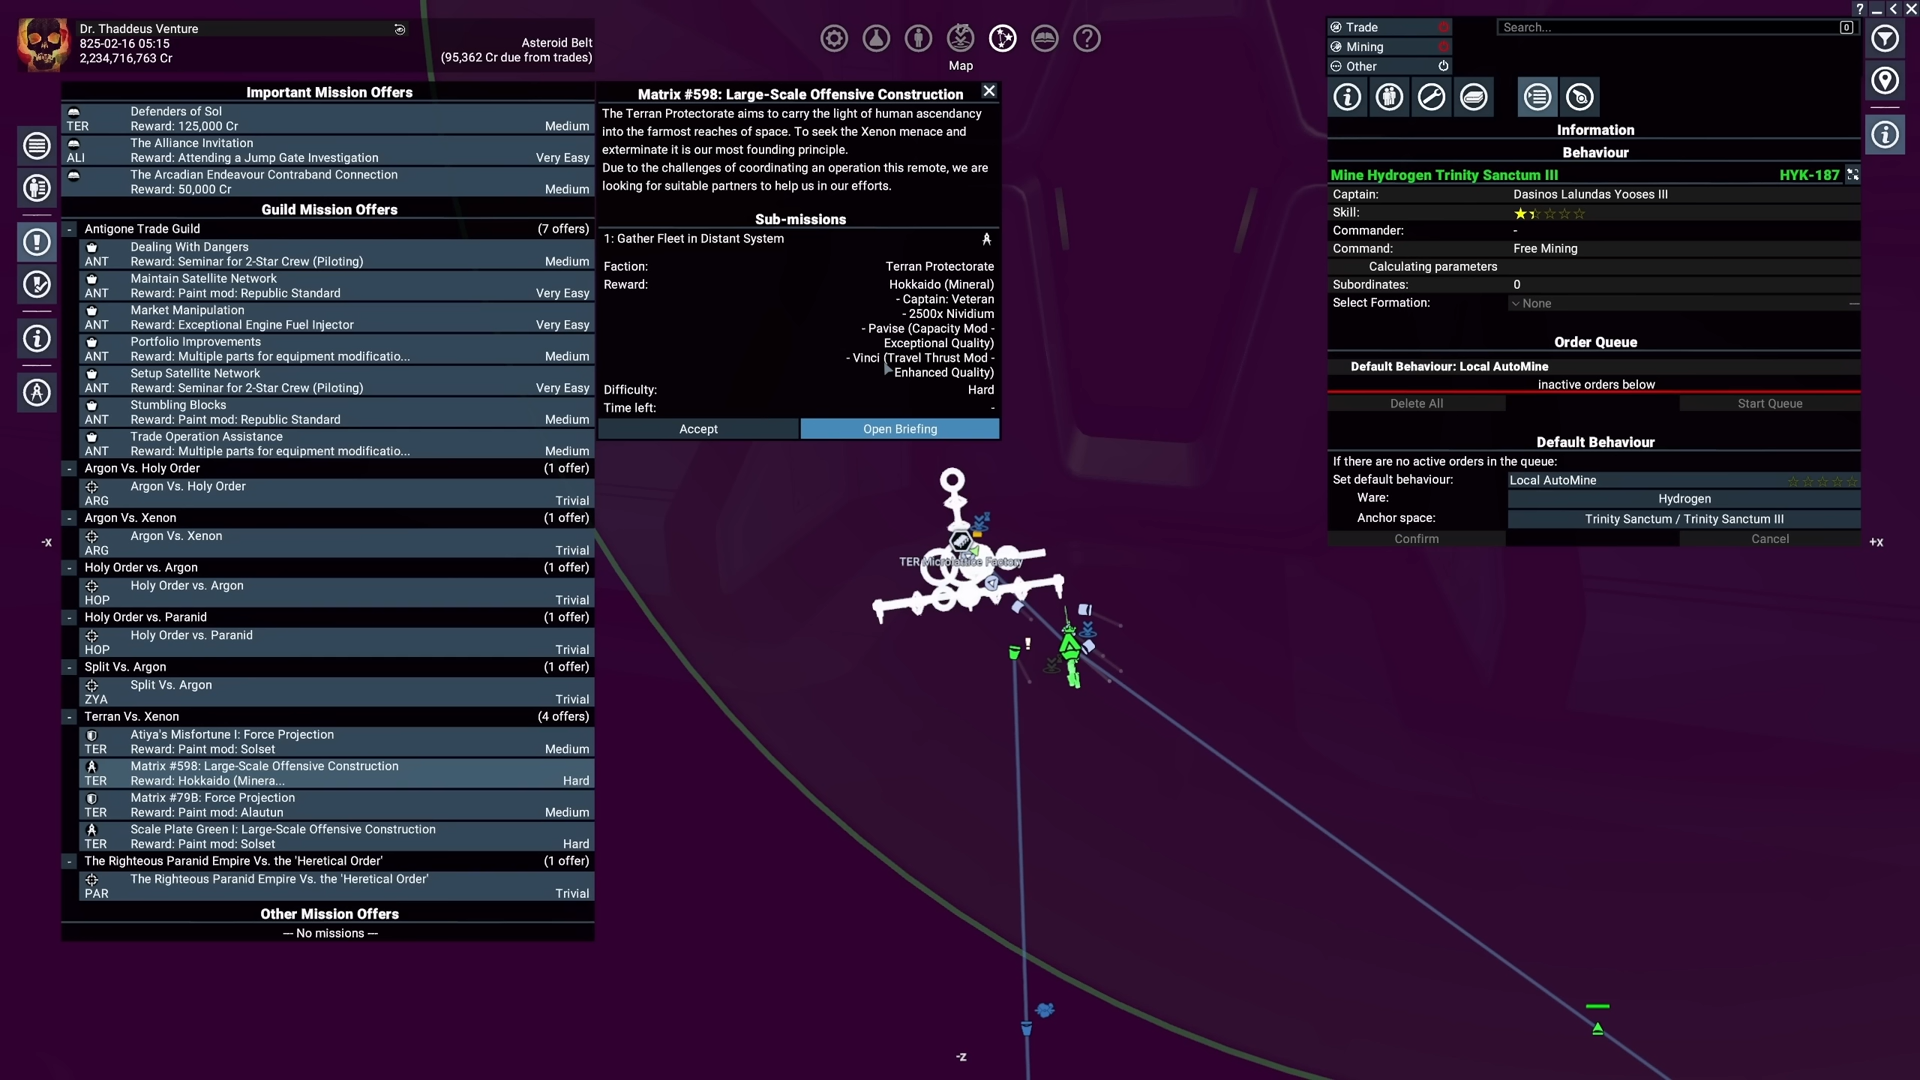 Dr. Thaddeus Venture
825-02-16 05:15
2,234,716,763 Cr
Asteroid Belt
(95,362 Cr due from trades)
Map
Important Mission Offers
Defenders of Sol
TER Reward: 125,000 Cr Medium
The Alliance Invitation
ALI Reward: Attending a Jump Gate Investigation Very Easy
The Arcadian Endeavour Contraband Connection
Reward: 50,000 Cr Medium
Guild Mission Offers
- Antigone Trade Guild (7 offers)
Dealing With Dangers
ANT Reward: Seminar for 2-Star Crew (Piloting) Medium
Maintain Satellite Network
ANT Reward: Paint mod: Republic Standard Very Easy
Market Manipulation
ANT Reward: Exceptional Engine Fuel Injector Very Easy
Portfolio Improvements
ANT Reward: Multiple parts for equipment modificatio... Medium
Setup Satellite Network
ANT Reward: Seminar for 2-Star Crew (Piloting) Very Easy
Stumbling Blocks
ANT Reward: Paint mod: Republic Standard Medium
Trade Operation Assistance
ANT Reward: Multiple parts for equipment modificatio... Medium
- Argon Vs. Holy Order (1 offer)
Argon Vs. Holy Order
ARG Trivial
- Argon Vs. Xenon (1 offer)
Argon Vs. Xenon
ARG Trivial
- Holy Order vs. Argon (1 offer)
Holy Order vs. Argon
HOP Trivial
- Holy Order vs. Paranid (1 offer)
Holy Order vs. Paranid
HOP Trivial
- Split Vs. Argon (1 offer)
Split Vs. Argon
ZYA Trivial
- Terran Vs. Xenon (4 offers)
Atiya's Misfortune I: Force Projection
TER Reward: Paint mod: Solset Medium
Matrix #598: Large-Scale Offensive Construction
TER Reward: Hokkaido (Minera... Hard
Matrix #79B: Force Projection
TER Reward: Paint mod: Alautun Medium
Scale Plate Green I: Large-Scale Offensive Construction
TER Reward: Paint mod: Solset Hard
- The Righteous Paranid Empire Vs. the 'Heretical Order' (1 offer)
The Righteous Paranid Empire Vs. the 'Heretical Order'
PAR Trivial
Other Mission Offers
--- No missions ---
Matrix #598: Large-Scale Offensive Construction
The Terran Protectorate aims to carry the light of human ascendancy
into the farmost reaches of space. To seek the Xenon menace and
exterminate it is our most founding principle.
Due to the challenges of coordinating an operation this remote, we are
looking for suitable partners to help us in our efforts.
Sub-missions
1: Gather Fleet in Distant System
Faction: Terran Protectorate
Reward: Hokkaido (Mineral)
- Captain: Veteran
- 2500x Nividium
- Pavise (Capacity Mod -
Exceptional Quality)
- Vinci (Travel Thrust Mod -
Enhanced Quality)
Difficulty: Hard
Time left: -
Accept
Open Briefing
-x
+x
-z
Trade
Mining
Other
Search...
0
Information
Behaviour
Mine Hydrogen Trinity Sanctum III HYK-187
Captain: Dasinos Lalundas Yooses III
Skill:
Commander: -
Command: Free Mining
Calculating parameters
Subordinates: 0
Select Formation: None
Order Queue
Default Behaviour: Local AutoMine
inactive orders below
Delete All Start Queue
Default Behaviour
If there are no active orders in the queue:
Set default behaviour: Local AutoMine
Ware: Hydrogen
Anchor space: Trinity Sanctum / Trinity Sanctum III
Confirm Cancel